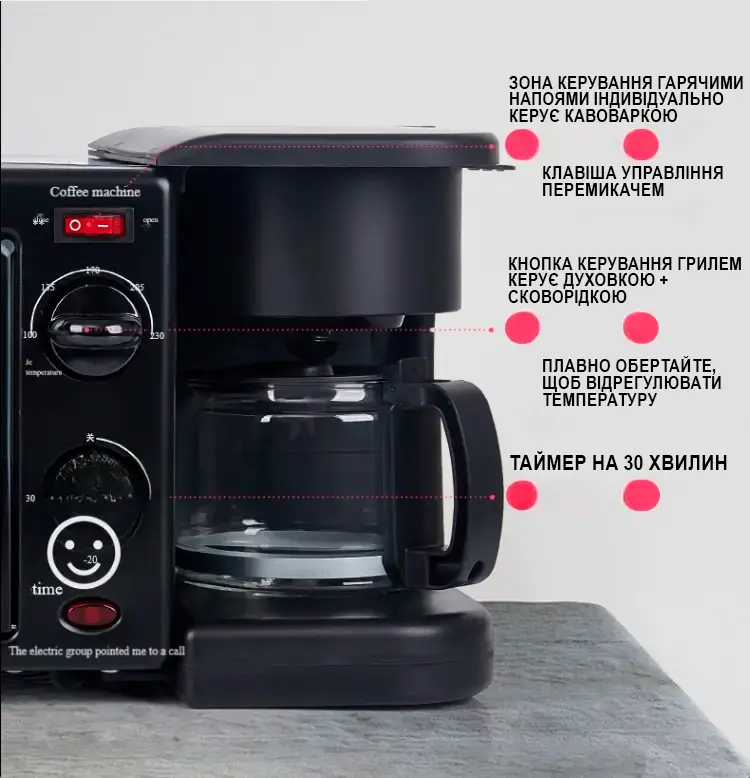 ЗОНА КЕРУВАННЯ ГАРЯЧИМИ
НАПОЯМИ ІНДИВІДУАЛЬНО
КЕРУЄ КАВОВАРКОЮ
КЛАВІША УПРАВЛІННЯ
ПЕРЕМИКАЧЕМ
Coffee machine
close
open
КНОПКА КЕРУВАННЯ ГРИЛЕМ
КЕРУЄ ДУХОВКОЮ +
СКОВОРІДКОЮ
170
135
205
100
230
temperature
ПЛАВНО ОБЕРТАЙТЕ,
ЩОБ ВІДРЕГУЛЮВАТИ
ТЕМПЕРАТУРУ
ТАЙМЕР НА 30 ХВИЛИН
30
-20
time
The electric group pointed me to a call